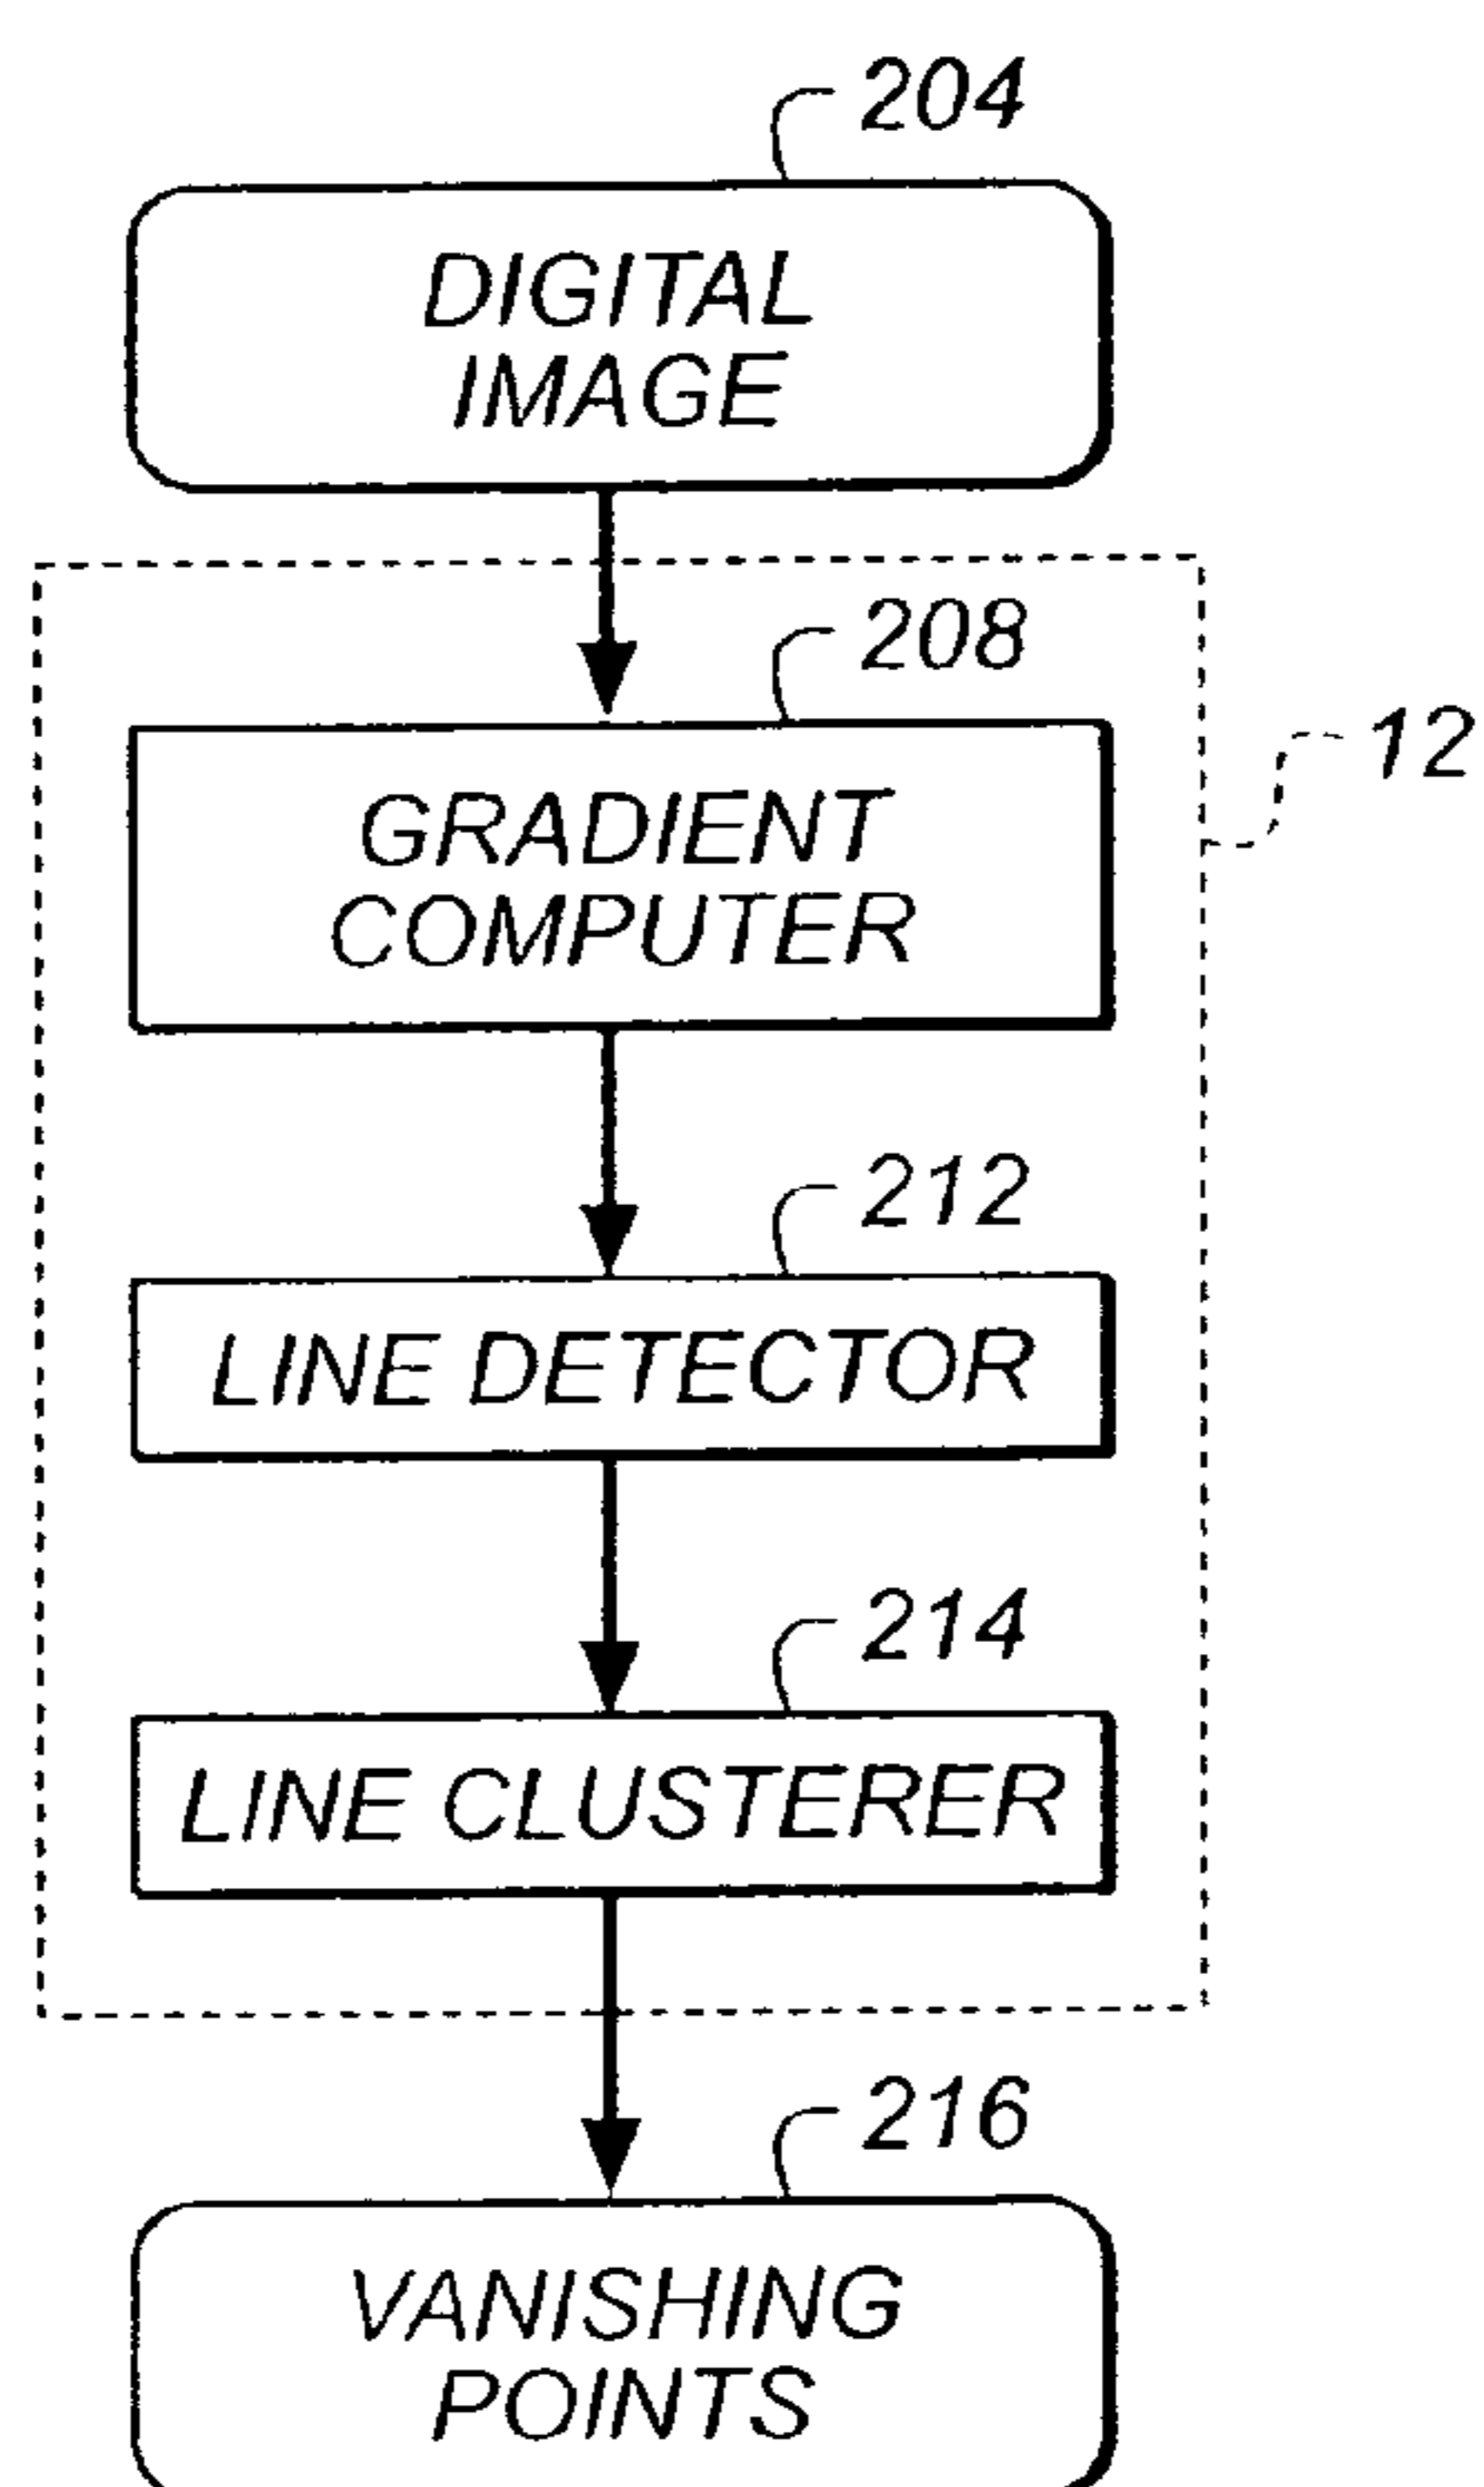 204
DIGITAL
IMAGE
208
12
GRADIENT
COMPUTER
212
LINE DETECTOR
214
LINE CLUSTERER
216
VANISHING
POINTS